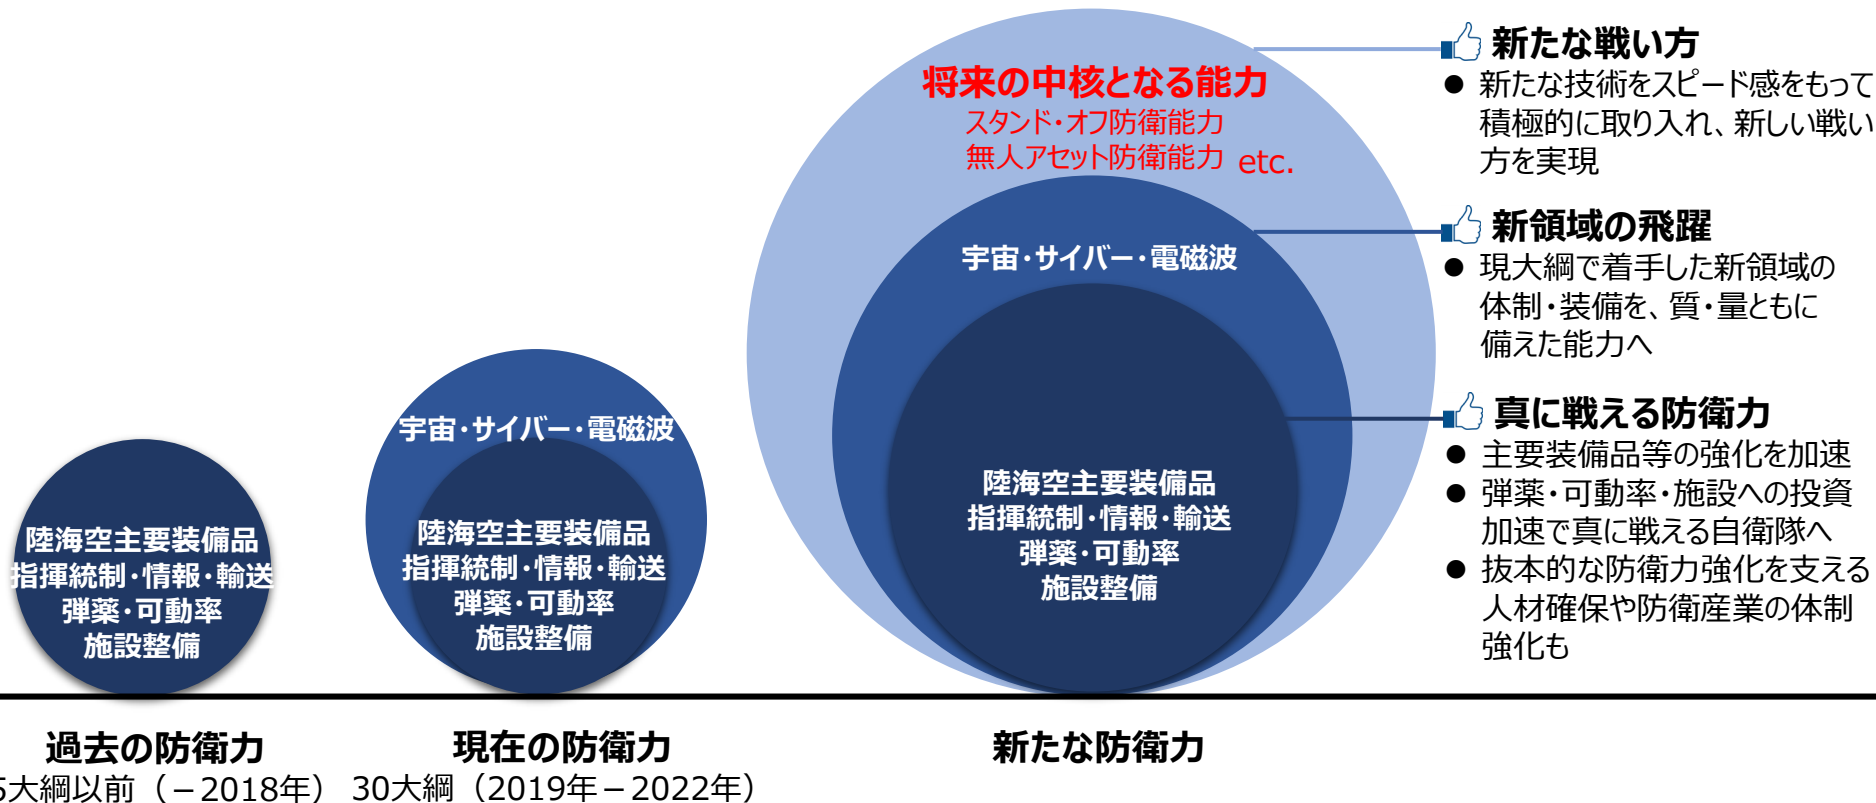 将来の中核となる能力
スタンド・オフ防衛能力
無人アセット防衛能力 etc.
宇宙・サイバー・電磁波
陸海空主要装備品
指揮統制・情報・輸送
弾薬・可動率
施設整備
宇宙・サイバー・電磁波
陸海空主要装備品
指揮統制・情報・輸送
弾薬・可動率
施設整備
陸海空主要装備品
指揮統制・情報・輸送
弾薬・可動率
施設整備
新たな戦い方
● 新たな技術をスピード感をもって
積極的に取り入れ、新しい戦い
方を実現
新領域の飛躍
● 現大綱で着手した新領域の
体制・装備を、質・量ともに
備えた能力へ
真に戦える防衛力
● 主要装備品等の強化を加速
● 弾薬・可動率・施設への投資
加速で真に戦える自衛隊へ
● 抜本的な防衛力強化を支える
人材確保や防衛産業の体制
強化も
過去の防衛力
5大綱以前（－2018年）
現在の防衛力
30大綱（2019年－2022年）
新たな防衛力